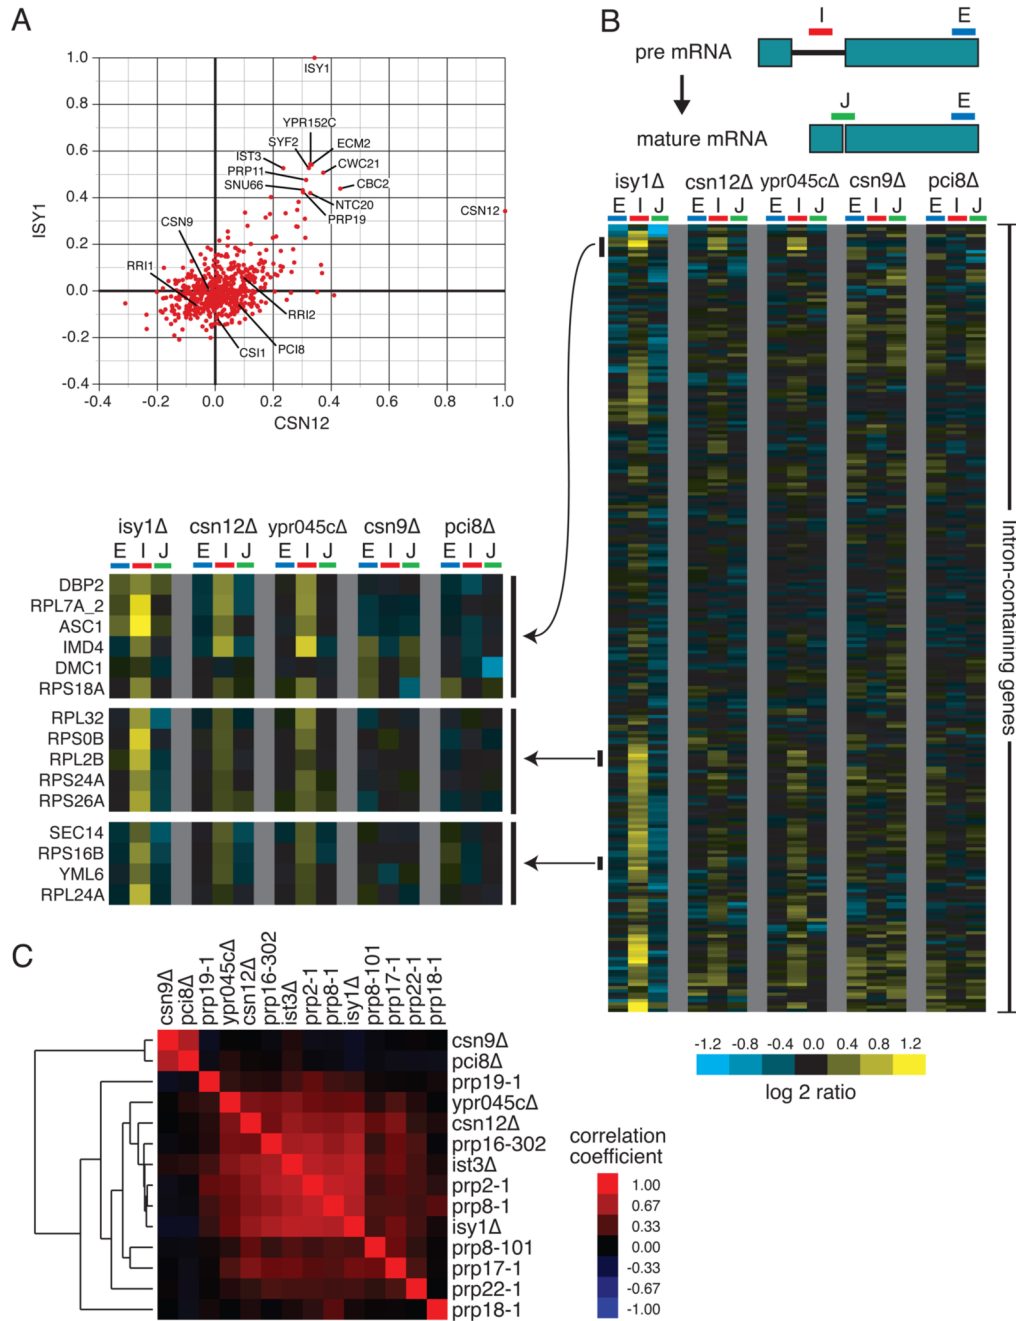 A
ISY1
1.0
0.8
0.6
0.4
0.2
0.0
-0.2
-0.4
-0.4
-0.2
0.0
0.2
0.4
0.6
0.8
1.0
CSN12
ISY1
YPR152C
SYF2
ECM2
IST3
CWC21
PRP11
SNU66
CBC2
NTC20
PRP19
CSN12
CSN9
RRI1
RRI2
CSI1
PCI8
B
I
E
pre mRNA
J
E
mature mRNA
isy1Δ csn12Δ ypr045cΔ csn9Δ pci8Δ
E I J E I J E I J E I J E I J
Intron-containing genes
-1.2 -0.8 -0.4 0.0 0.4 0.8 1.2
log 2 ratio
isy1Δ csn12Δ ypr045cΔ csn9Δ pci8Δ
E I J E I J E I J E I J E I J
DBP2
RPL7A_2
ASC1
IMD4
DMC1
RPS18A
RPL32
RPS0B
RPL2B
RPS24A
RPS26A
SEC14
RPS16B
YML6
RPL24A
C
csn9Δ
pci8Δ
prp19-1
ypr045cΔ
csn12Δ
prp16-302
ist3Δ
prp2-1
prp8-1
isy1Δ
prp8-101
prp17-1
prp22-1
prp18-1
csn9Δ
pci8Δ
prp19-1
ypr045cΔ
csn12Δ
prp16-302
ist3Δ
prp2-1
prp8-1
isy1Δ
prp8-101
prp17-1
prp22-1
prp18-1
correlation
coefficient
1.00
0.67
0.33
0.00
-0.33
-0.67
-1.00